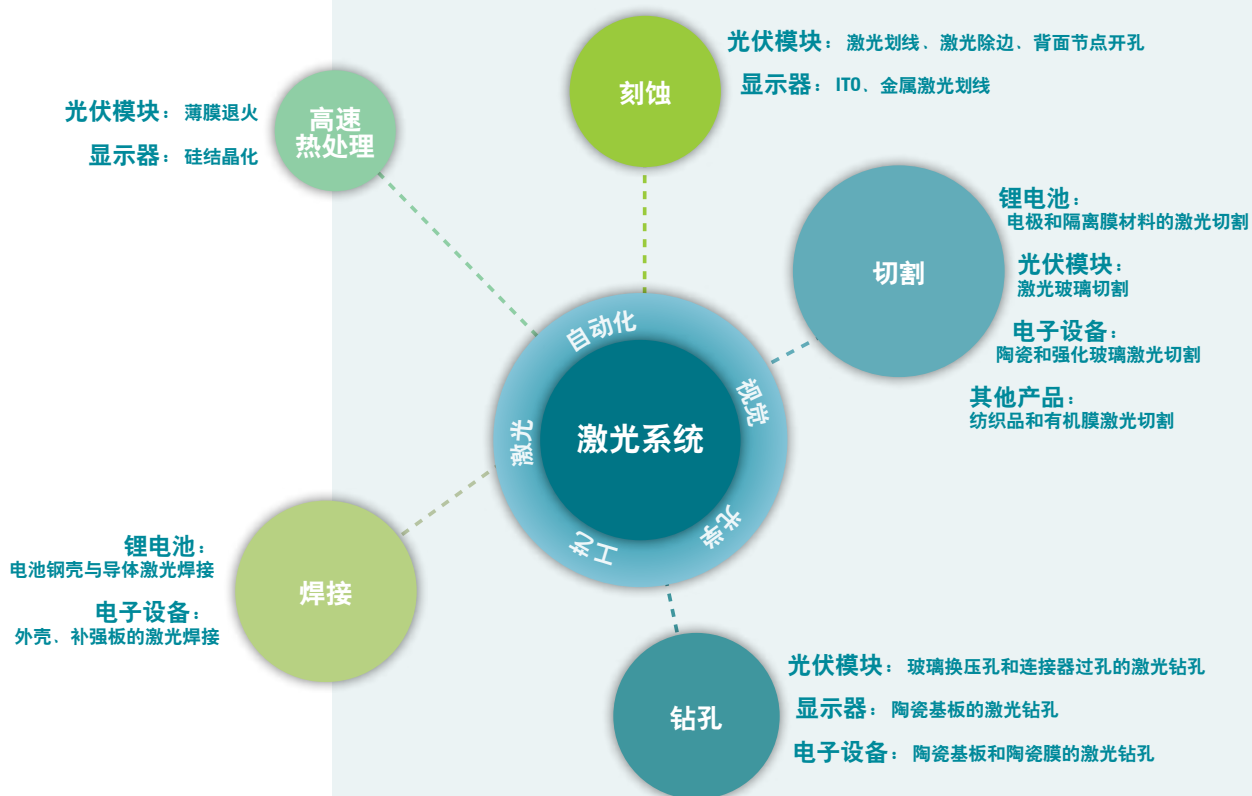 刻蚀
光伏模块：激光划线、激光除边、背面节点开孔
显示器：ITO、金属激光划线
高速
热处理
光伏模块：薄膜退火
显示器：硅结晶化
切割
锂电池：
电极和隔离膜材料的激光切割
光伏模块：
激光玻璃切割
电子设备：
陶瓷和强化玻璃激光切割
其他产品：
纺织品和有机膜激光切割
自动化
视觉
光学
工艺
激光
激光系统
焊接
锂电池：
电池钢壳与导体激光焊接
电子设备：
外壳、补强板的激光焊接
钻孔
光伏模块：玻璃换压孔和连接器过孔的激光钻孔
显示器：陶瓷基板的激光钻孔
电子设备：陶瓷基板和陶瓷膜的激光钻孔